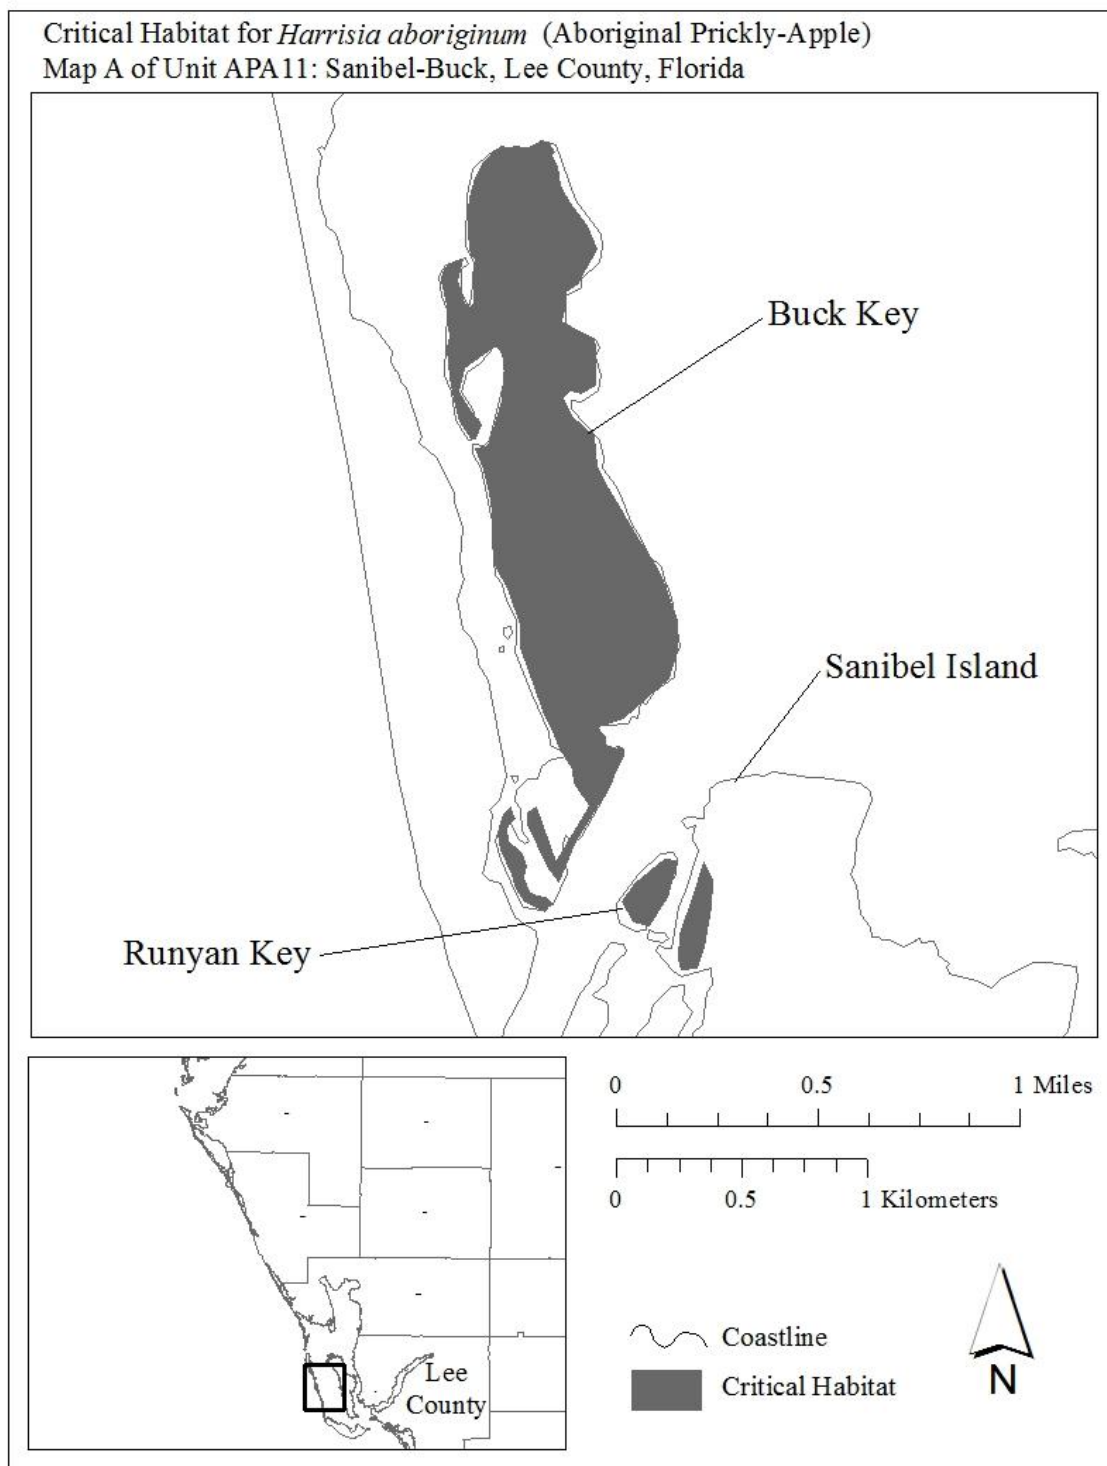 Critical Habitat for Harrisia aboriginum (Aboriginal Prickly-Apple)
Map A of Unit APA11: Sanibel-Buck, Lee County, Florida
Buck Key
Sanibel Island
Runyan Key
0 0.5 1 Miles
0 0.5 1 Kilometers
Coastline
Critical Habitat
N
Lee
County